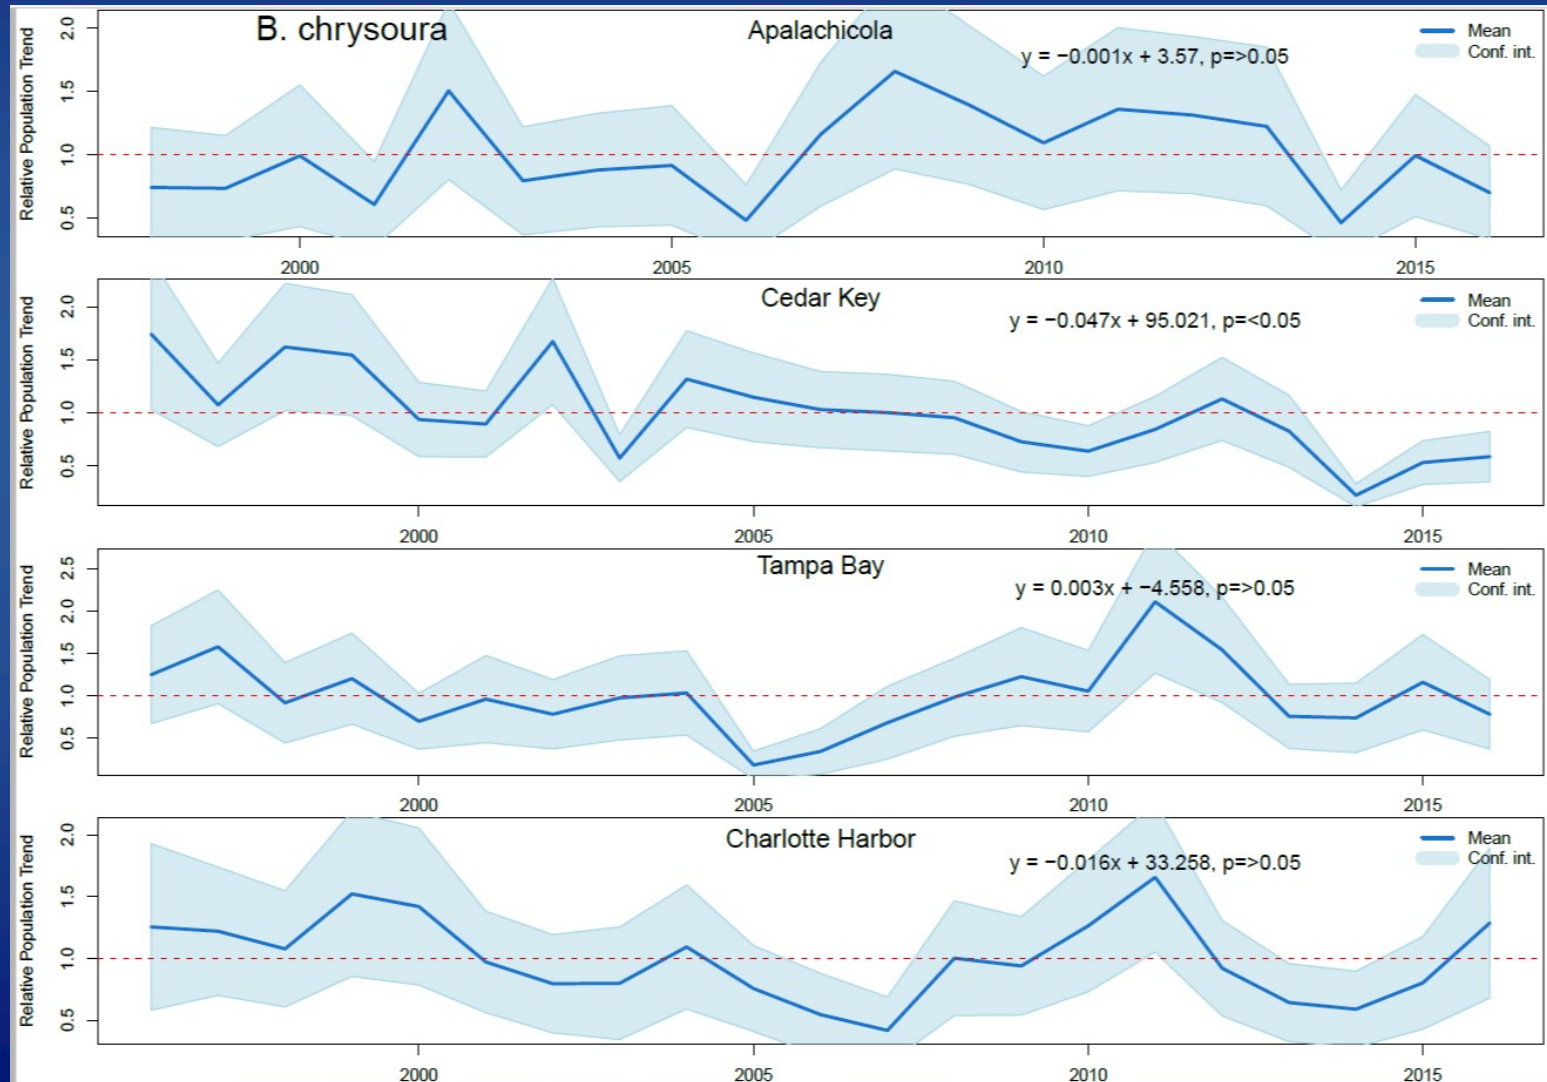 B. chrysoura
Apalachicola
y = −0.001x + 3.57, p=>0.05
Mean
Conf. int.
Relative Population Trend
2.0
1.5
1.0
0.5
2000
2005
2010
2015
Cedar Key
y = −0.047x + 95.021, p=<0.05
Mean
Conf. int.
Relative Population Trend
2.0
1.5
1.0
0.5
2000
2005
2010
2015
Tampa Bay
y = 0.003x + −4.558, p=>0.05
Mean
Conf. int.
Relative Population Trend
2.5
2.0
1.5
1.0
0.5
2000
2005
2010
2015
Charlotte Harbor
y = −0.016x + 33.258, p=>0.05
Mean
Conf. int.
Relative Population Trend
2.0
1.5
1.0
0.5
2000
2005
2010
2015